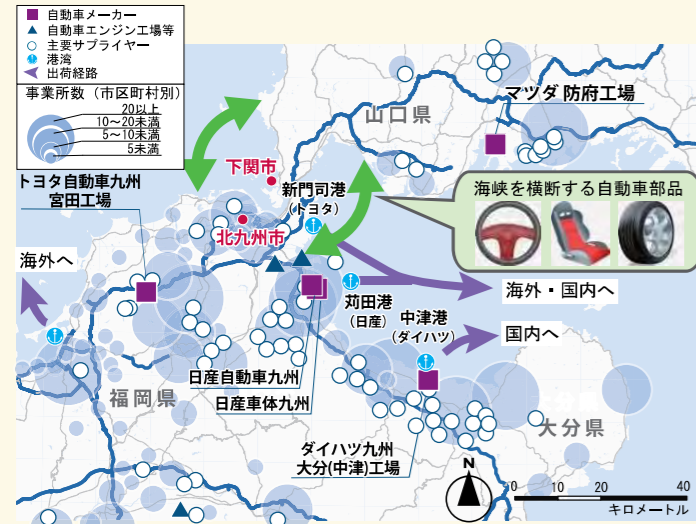 自動車メーカー
自動車エンジン工場等
主要サプライヤー
港湾
出荷経路
事業所数（市区町村別）
20以上
10～20未満
5～10未満
5未満
山口県
マツダ 防府工場
下関市
トヨタ自動車九州
宮田工場
新門司港
（トヨタ）
海峡を横断する自動車部品
北九州市
海外へ
海外・国内へ
苅田港
（日産）
中津港
（ダイハツ）
国内へ
日産自動車九州
福岡県
日産車体九州
大分県
大分県
ダイハツ九州
大分(中津)工場
N
0 10 20 40
キロメートル